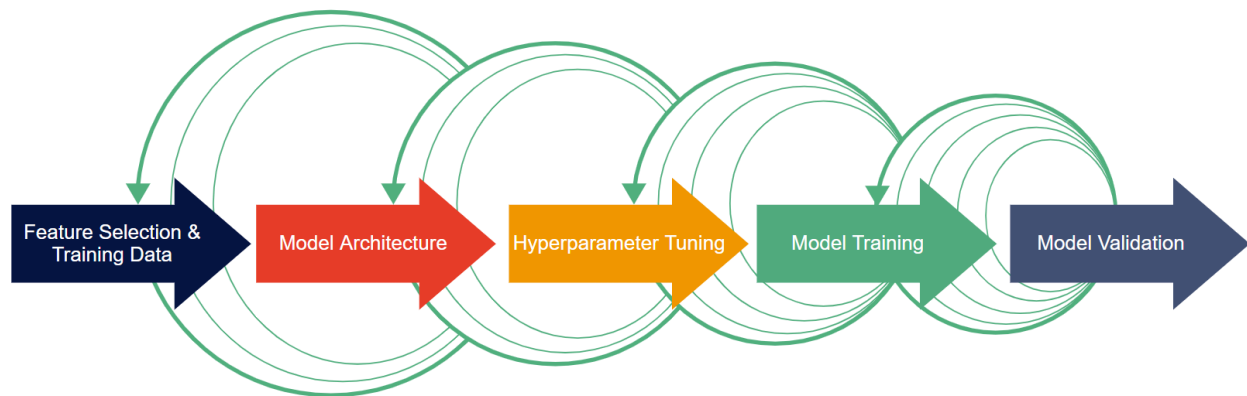 Feature Selection &
Training Data
Model Architecture
Hyperparameter Tuning
Model Training
Model Validation